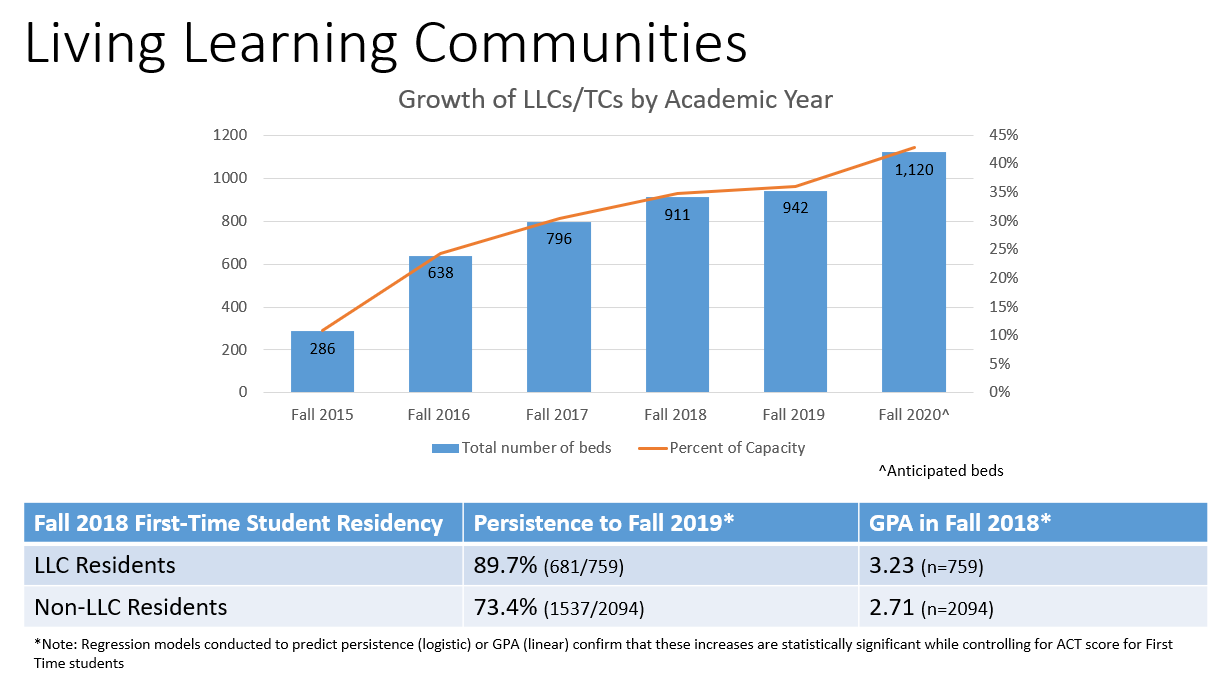 Living Learning Communities
Growth of LLCs/TCs by Academic Year
1200
1000
800
600
400
200
0
45%
40%
35%
30%
25%
20%
15%
10%
5%
0%
286
638
796
911
942
1,120
Fall 2015
Fall 2016
Fall 2017
Fall 2018
Fall 2019
Fall 2020^
Total number of beds
Percent of Capacity
^Anticipated beds
Fall 2018 First-Time Student Residency
Persistence to Fall 2019*
GPA in Fall 2018*
LLC Residents
89.7% (681/759)
3.23 (n=759)
Non-LLC Residents
73.4% (1537/2094)
2.71 (n=2094)
*Note: Regression models conducted to predict persistence (logistic) or GPA (linear) confirm that these increases are statistically significant while controlling for ACT score for First
Time students